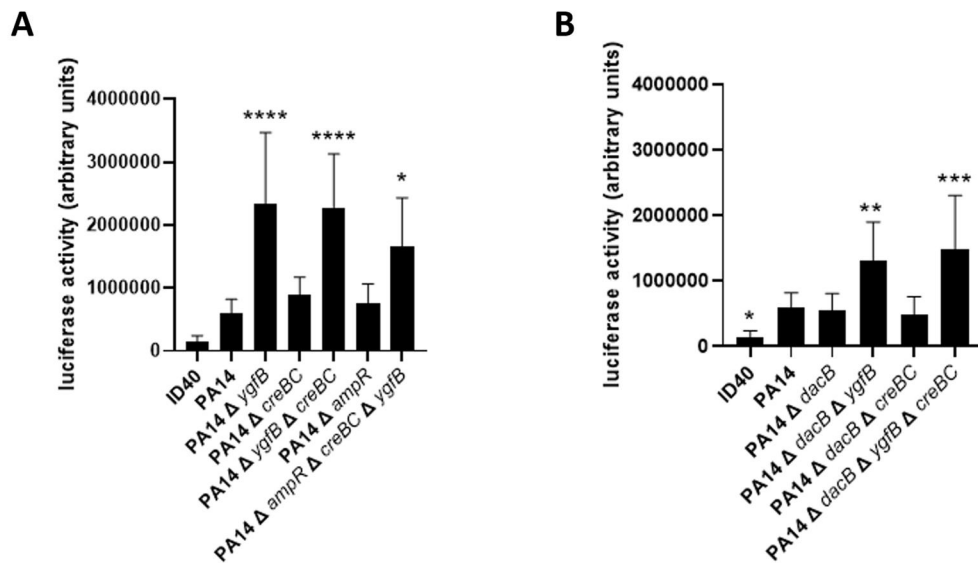 A
luciferase activity (arbitrary units)
4000000
3000000
2000000
1000000
0
****
****
*
ID40
PA14
PA14 Δ ygfB
PA14 Δ creBC
PA14 Δ ygfB Δ creBC
PA14 Δ ampR
PA14 Δ ampR Δ creBC Δ ygfB
B
luciferase activity (arbitrary units)
4000000
3000000
2000000
1000000
0
*
**
***
ID40
PA14
PA14 Δ dacB
PA14 Δ dacB Δ ygfB
PA14 Δ dacB Δ creBC
PA14 Δ dacB Δ ygfB Δ creBC